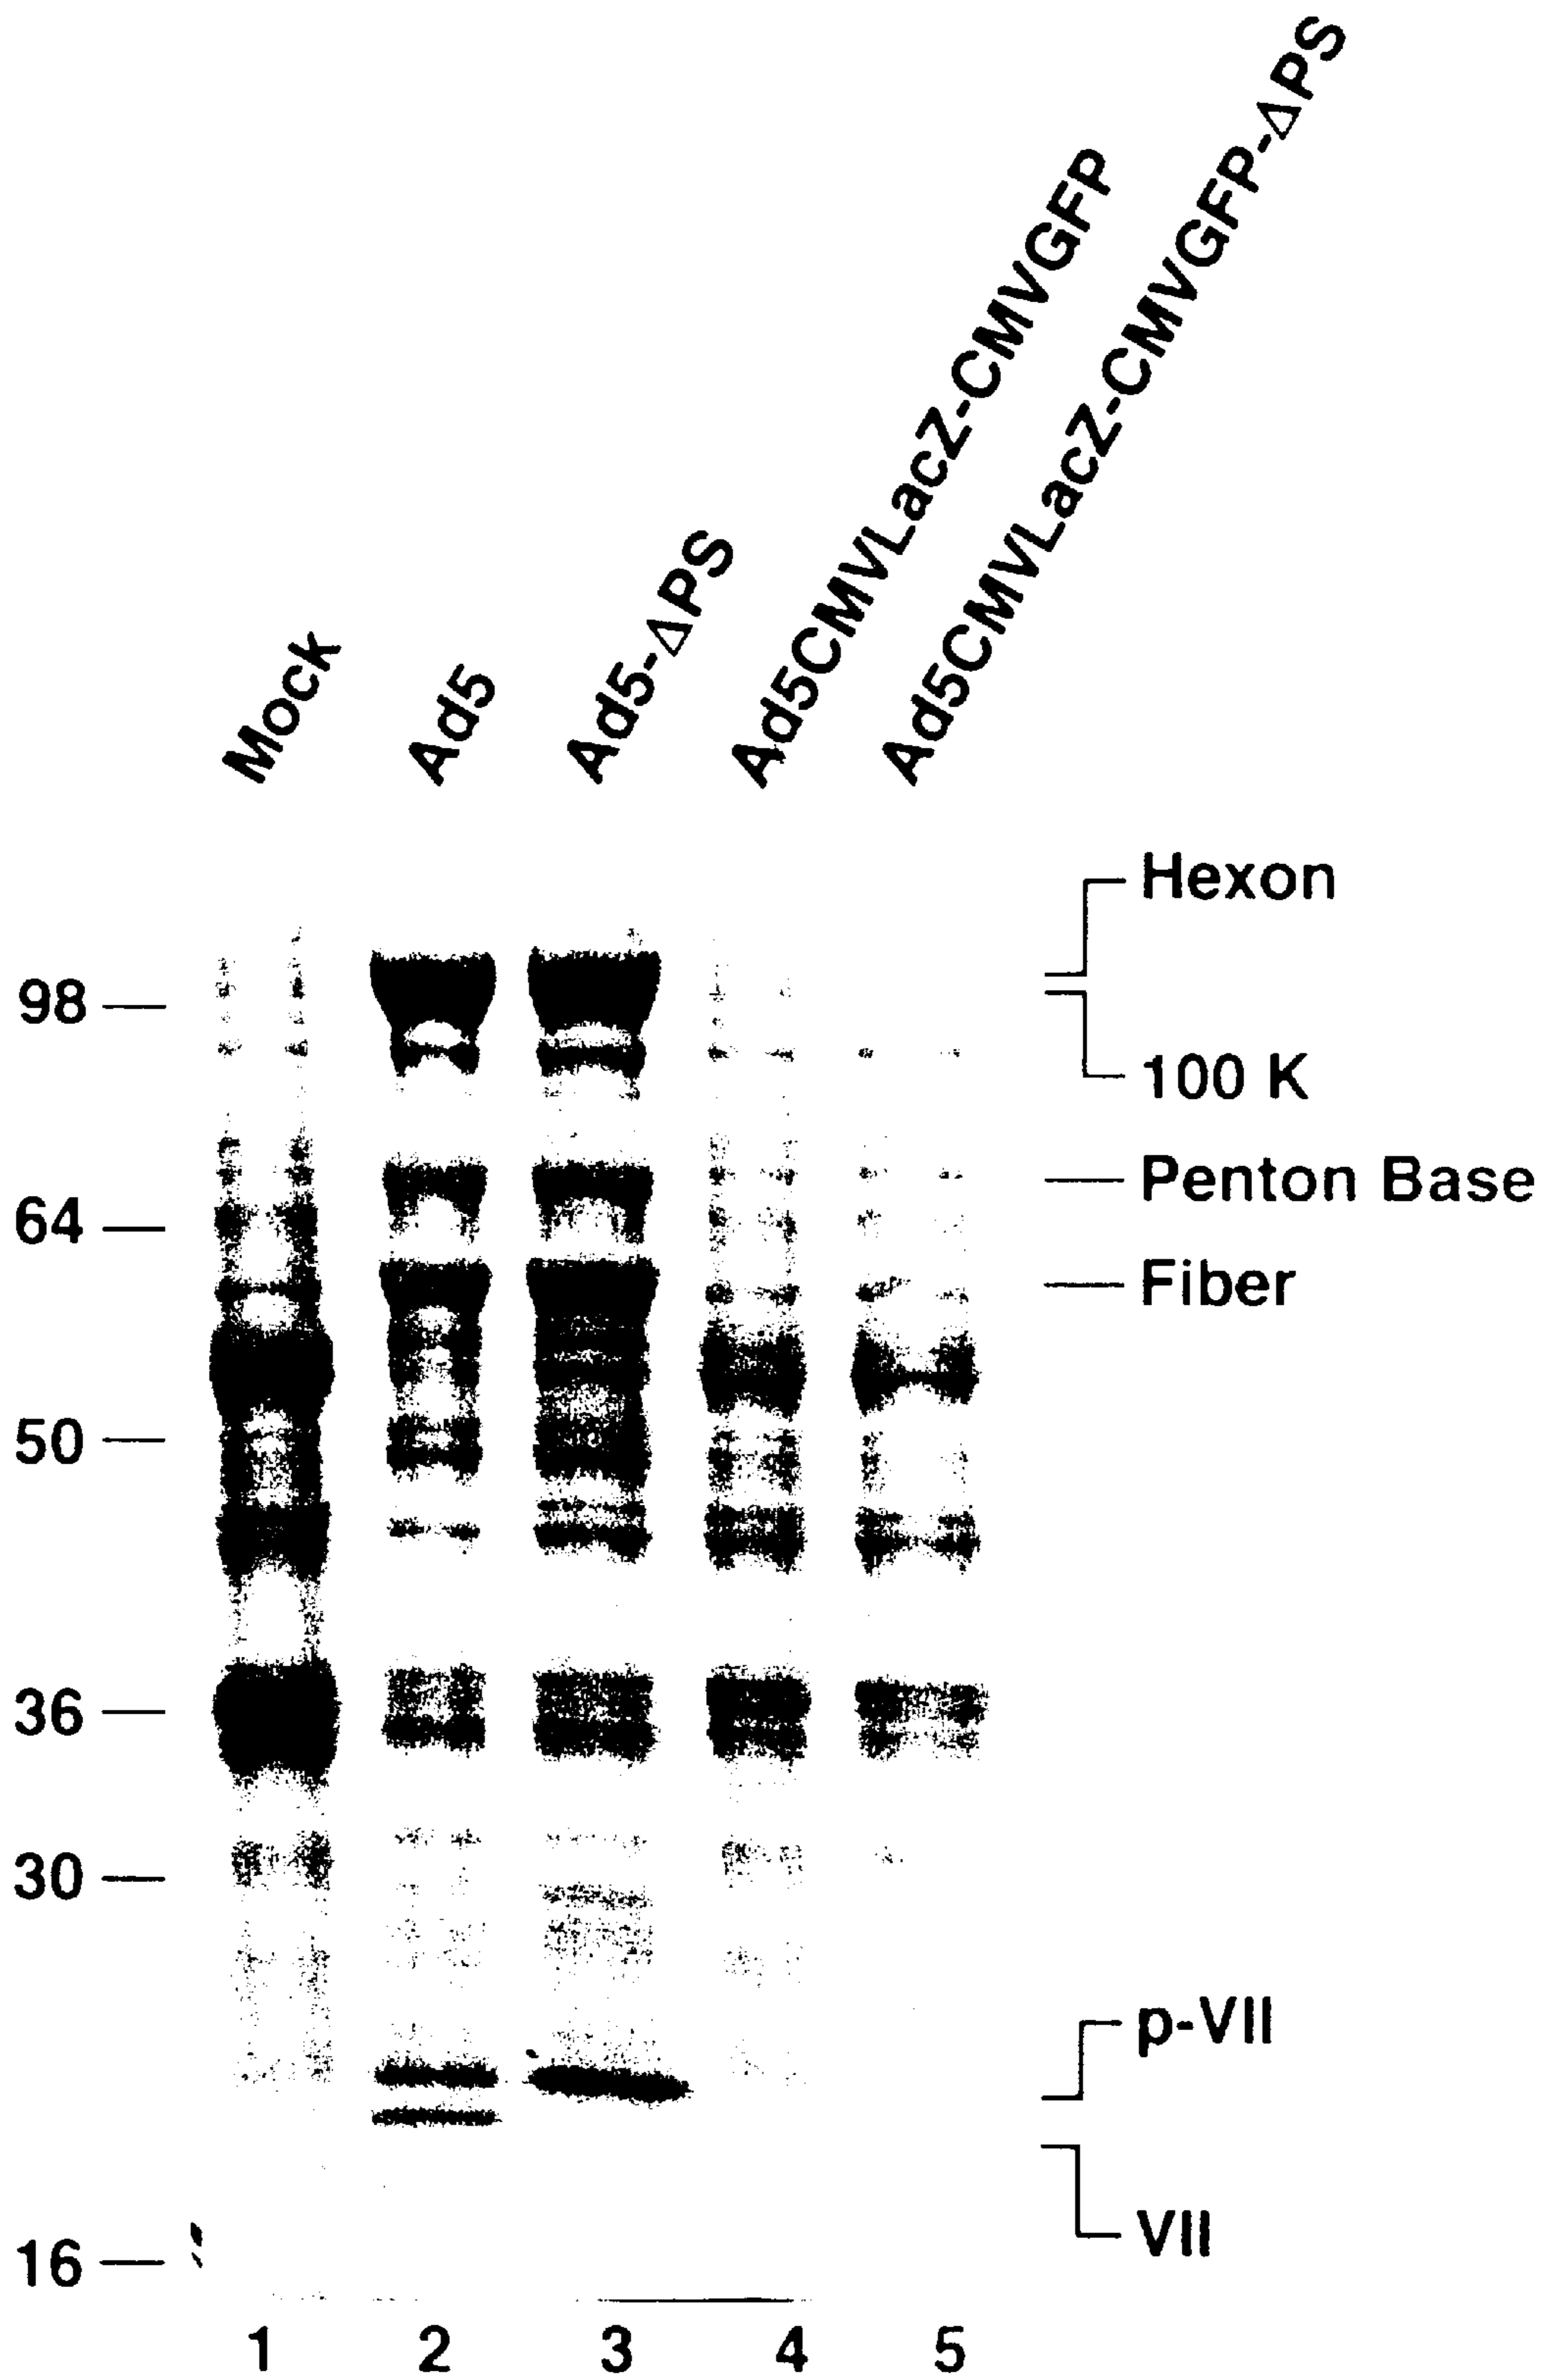 Mock
Ad5
Ad5-ΔPS
Ad5CMVLacZ-CMVGFP
Ad5CMVLacZ-CMVGFP-ΔPS
Hexon
98
100 K
Penton Base
64
Fiber
50
36
30
p-VII
VII
16
1 2 3 4 5